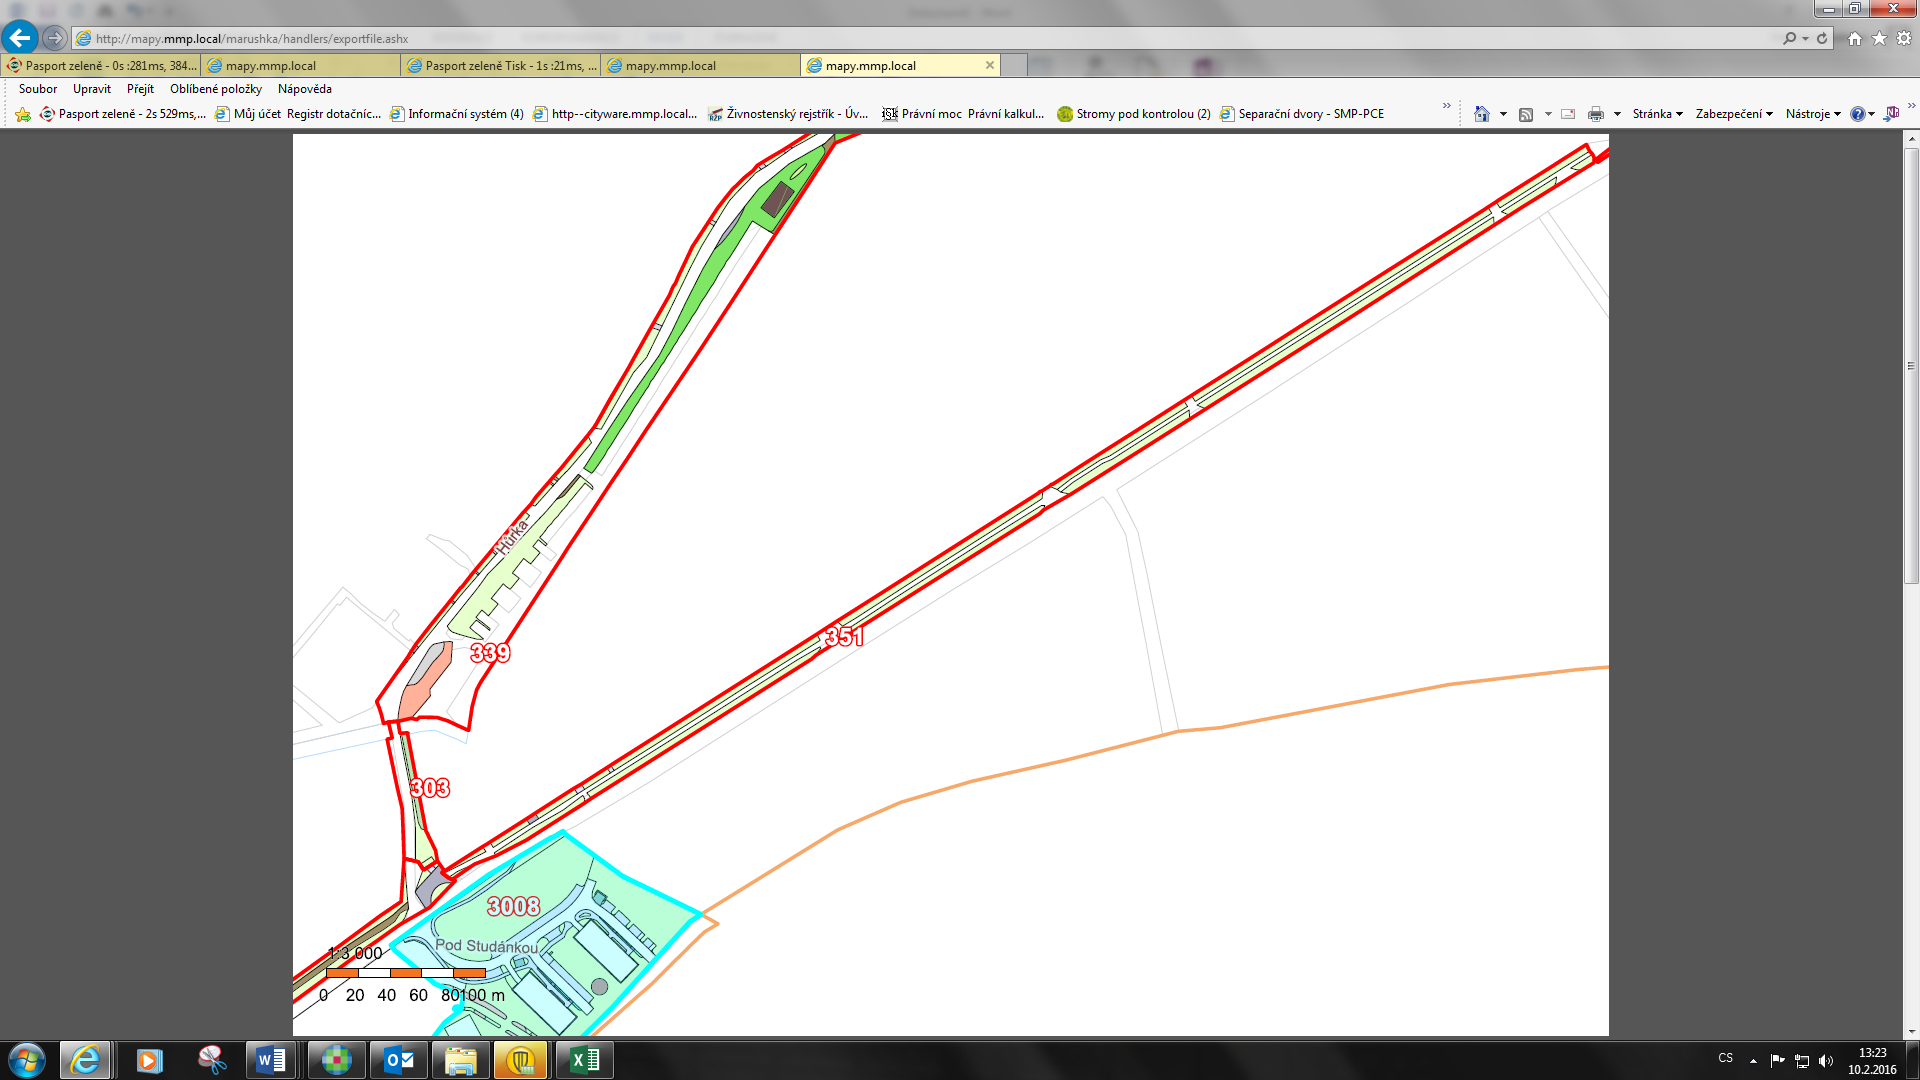 http://mapy.mmp.local/marushka/handlers/exportfile.ashx
Pasport zeleně - 0s :281ms, 384... mapy.mmp.local Pasport zeleně Tisk - 1s :21ms, ... mapy.mmp.local mapy.mmp.local
Soubor Upravit Přejít Oblíbené položky Nápověda
Pasport zeleně - 2s 529ms,... Můj účet Registr dotačníc... Informační systém (4) http--cityware.mmp.local... Živnostenský rejstřík - Úv... Právní moc Právní kalkul... Stromy pod kontrolou (2) Separační dvory - SMP-PCE Stránka Zabezpečení Nástroje
Hůrka
351
339
303
3008
Pod Studánkou
1:3 000
0 20 40 60 80100 m
CS
13:23
10.2.2016